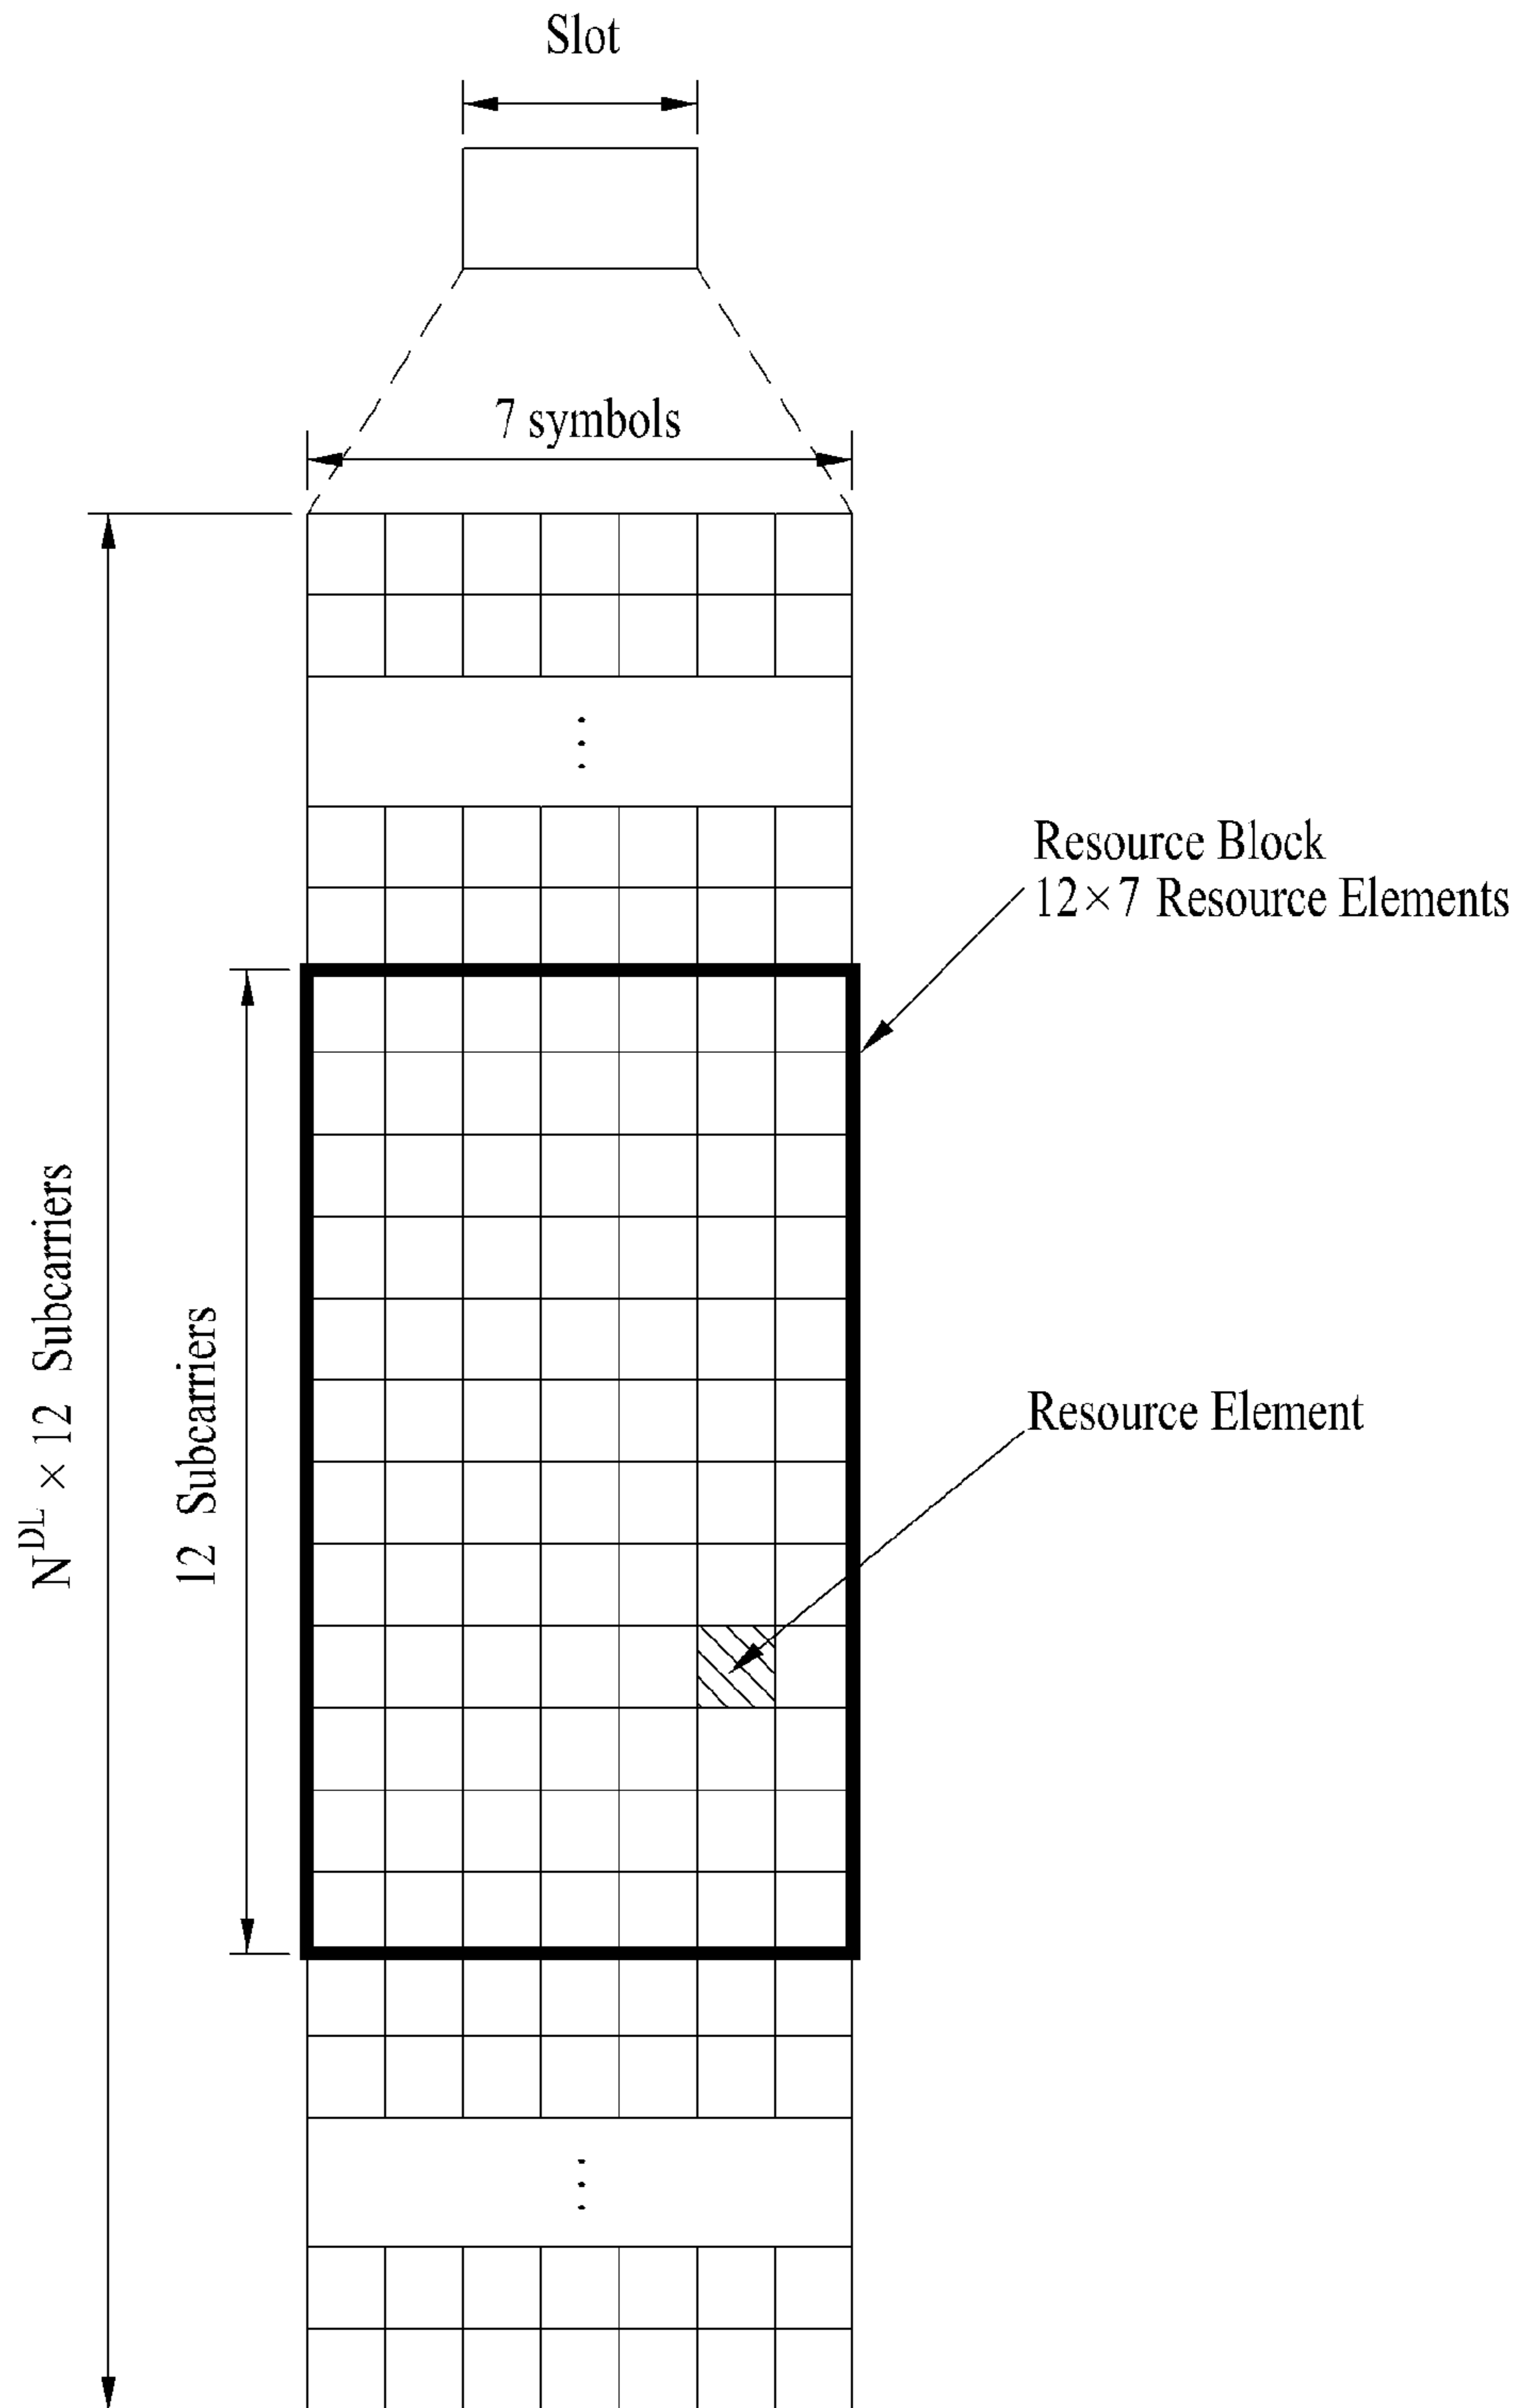 Slot
7 symbols
Resource Block
12×7 Resource Elements
N^DL × 12 Subcarriers
12 Subcarriers
Resource Element